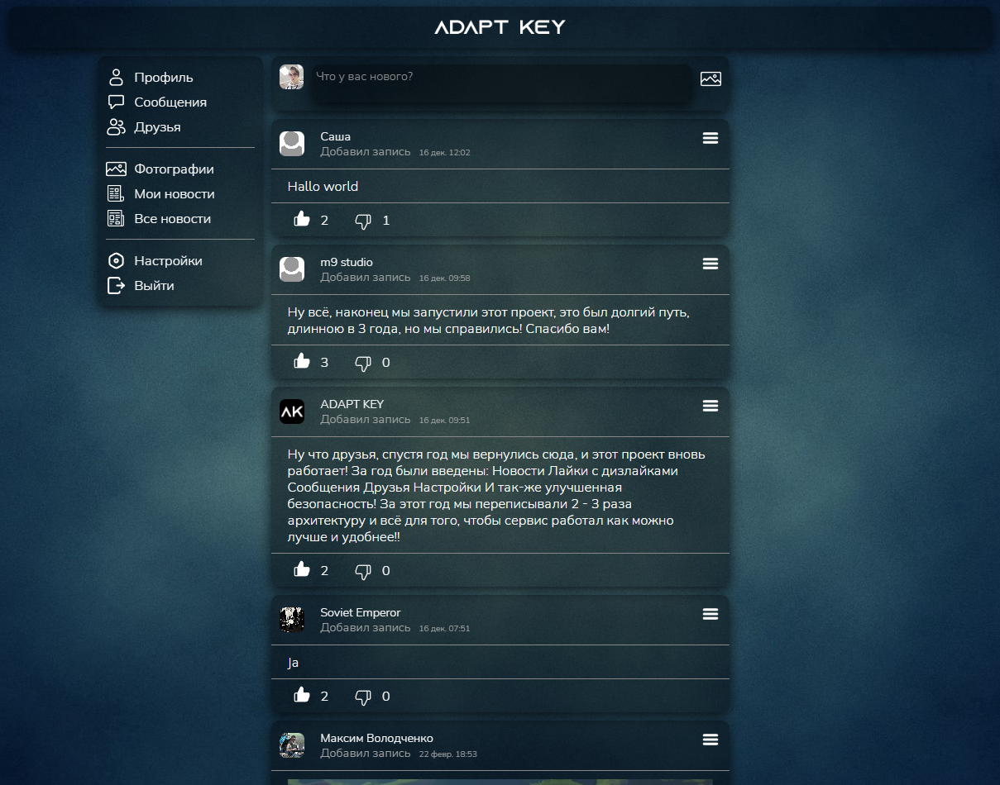 ADAPT KEY
Профиль
Сообщения
Друзья
Фотографии
Мои новости
Все новости
Настройки
Выйти
Что у вас нового?
Саша
Добавил запись 16 дек. 12:02
Hallo world
2 1
m9 studio
Добавил запись 16 дек. 09:58
Ну всё, наконец мы запустили этот проект, это был долгий путь,
длинною в 3 года, но мы справились! Спасибо вам!
3 0
AK
ADAPT KEY
Добавил запись 16 дек. 09:51
Ну что друзья, спустя год мы вернулись сюда, и этот проект вновь
работает! За год были введены: Новости Лайки с дизлайками
Сообщения Друзья Настройки И так-же улучшенная
безопасность! За этот год мы переписывали 2 - 3 раза
архитектуру и всё для того, чтобы сервис работал как можно
лучше и удобнее!!
2 0
Soviet Emperor
Добавил запись 16 дек. 07:51
Ja
2 0
Максим Володченко
Добавил запись 22 февр. 18:53